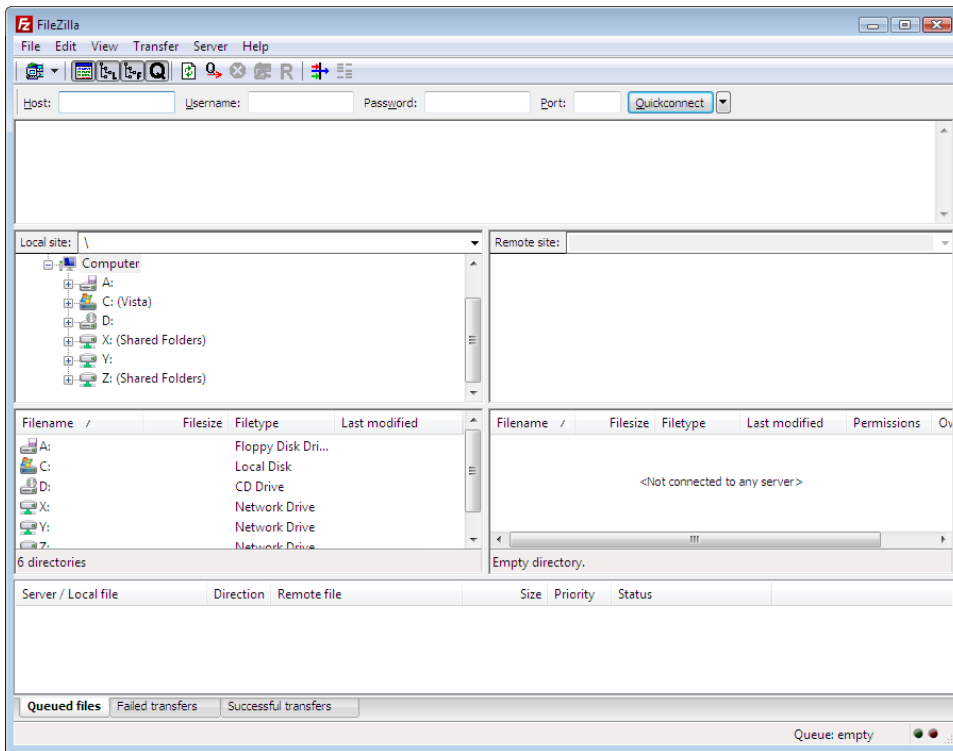 FileZilla
File Edit View Transfer Server Help
Host: Username: Password: Port: Quickconnect
Local site: \
Remote site:
Computer
A:
C: (Vista)
D:
X: (Shared Folders)
Y:
Z: (Shared Folders)
Filename / Filesize Filetype Last modified
A: Floppy Disk Dri...
C: Local Disk
D: CD Drive
X: Network Drive
Y: Network Drive
Z: Network Drive
6 directories
Filename / Filesize Filetype Last modified Permissions Ow
<Not connected to any server>
Empty directory.
Server / Local file Direction Remote file Size Priority Status
Queued files Failed transfers Successful transfers
Queue: empty